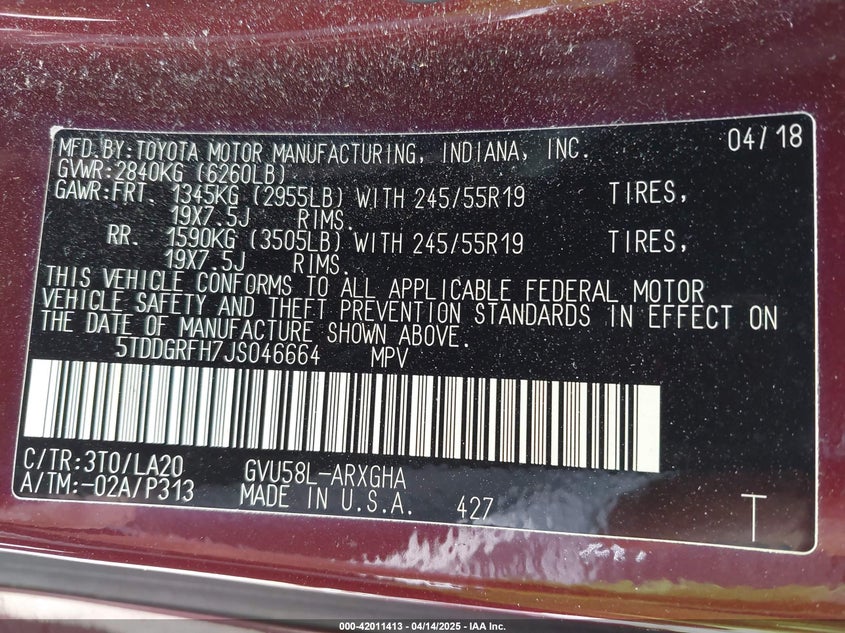 MFD.BY:TOYOTA MOTOR MANUFACTURING, INDIANA, INC. 04/18
GVWR:2840KG (6260LB)
GAWR:FRT. 1345KG (2955LB) WITH 245/55R19 TIRES,
19X7.5J RIMS.
RR. 1590KG (3505LB) WITH 245/55R19 TIRES,
19X7.5J RIMS.
THIS VEHICLE CONFORMS TO ALL APPLICABLE FEDERAL MOTOR
VEHICLE SAFETY AND THEFT PREVENTION STANDARDS IN EFFECT ON
THE DATE OF MANUFACTURE SHOWN ABOVE.
5TDDGRFH7JS046664 MPV
C/TR:3T0/LA20 GVU58L-ARXGHA
A/TM:-02A/P313 MADE IN U.S.A. 427 T
000-42011413 - 04/14/2025 - IAA Inc.